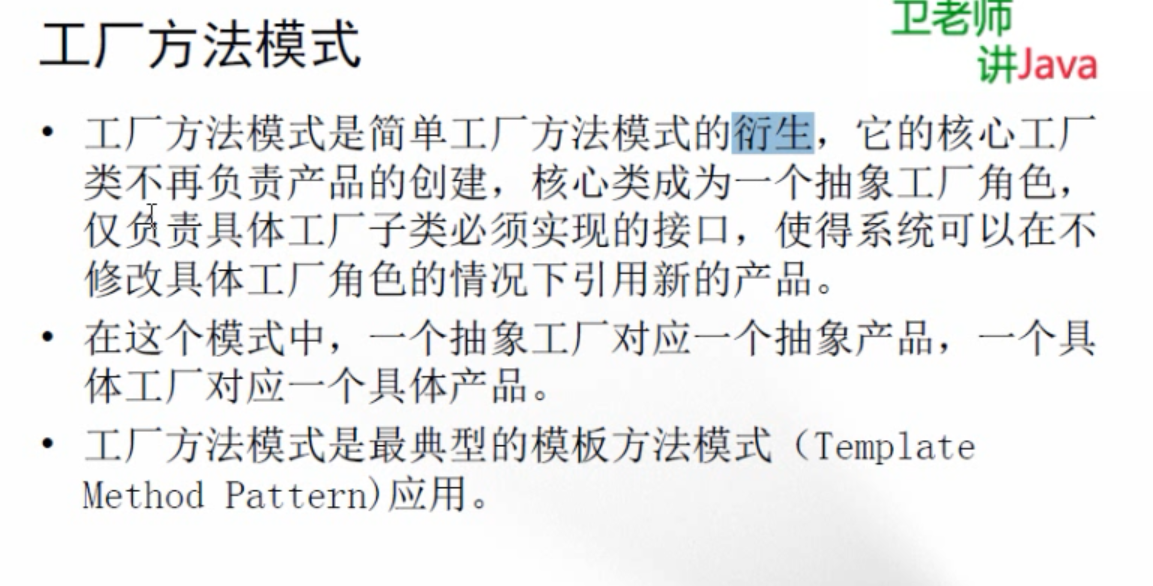 工厂方法模式
卫老师
讲Java
• 工厂方法模式是简单工厂方法模式的衍生，它的核心工厂
类不再负责产品的创建，核心类成为一个抽象工厂角色，
仅负责具体工厂子类必须实现的接口，使得系统可以在不
修改具体工厂角色的情况下引用新的产品。
• 在这个模式中，一个抽象工厂对应一个抽象产品，一个具
体工厂对应一个具体产品。
• 工厂方法模式是最典型的模板方法模式（Template
Method Pattern)应用。